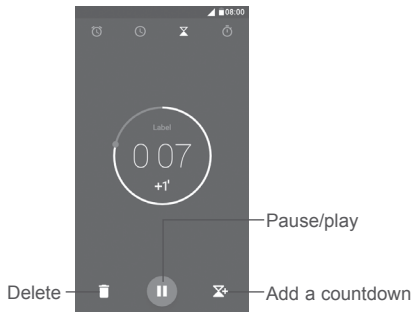 08:00
Label
0 07
+1'
Pause/play
Delete
Add a countdown